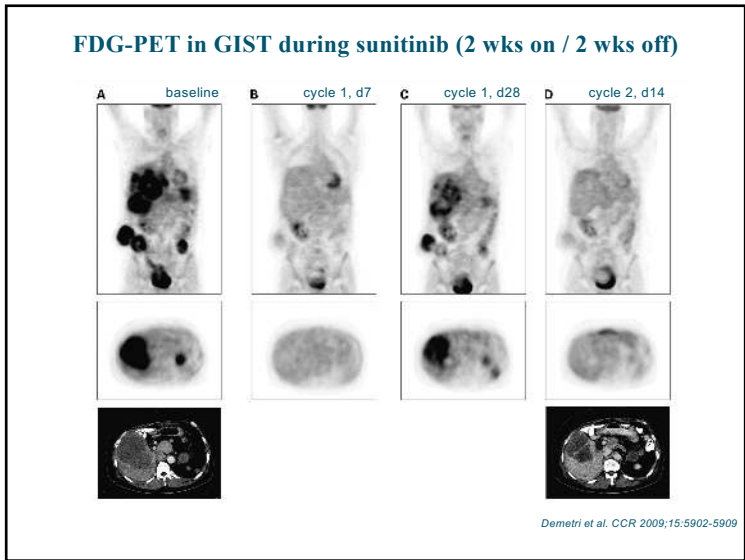 FDG-PET in GIST during sunitinib (2 wks on / 2 wks off)
A baseline B cycle 1, d7 C cycle 1, d28 D cycle 2, d14
Demetri et al. CCR 2009;15:5902-5909